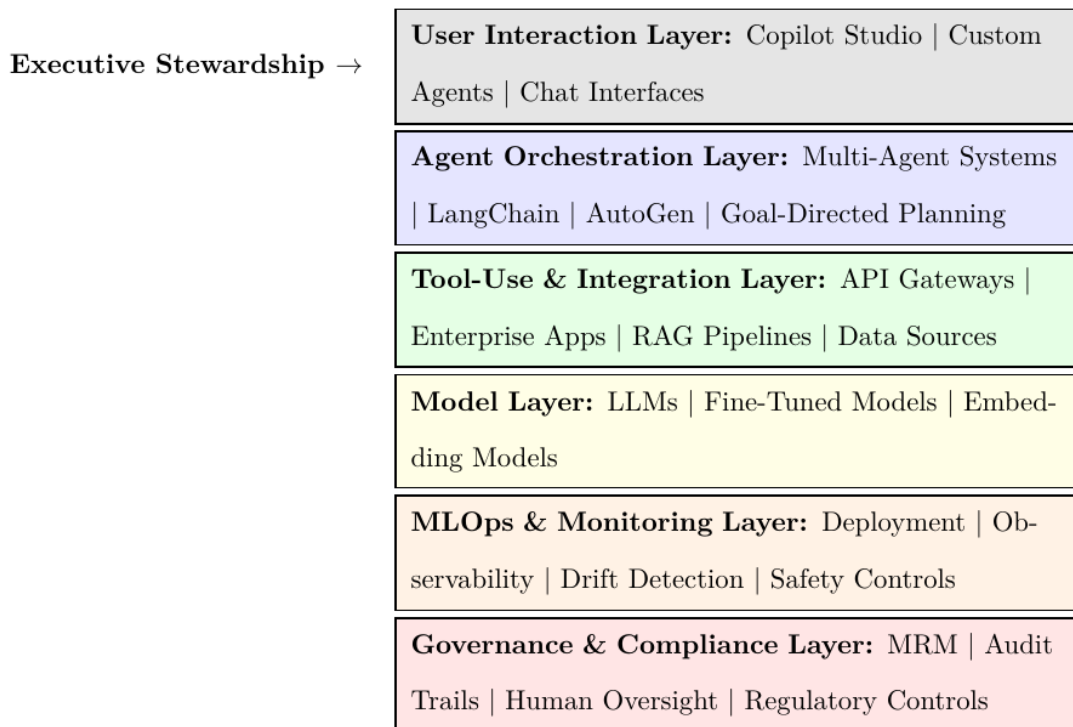 User Interaction Layer: Copilot Studio | Custom
Executive Stewardship →
Agents | Chat Interfaces
Agent Orchestration Layer: Multi-Agent Systems
| LangChain | AutoGen | Goal-Directed Planning
Tool-Use & Integration Layer: API Gateways |
Enterprise Apps | RAG Pipelines | Data Sources
Model Layer: LLMs | Fine-Tuned Models | Embed-
ding Models
MLOps & Monitoring Layer: Deployment | Ob-
servability | Drift Detection | Safety Controls
Governance & Compliance Layer: MRM | Audit
Trails | Human Oversight | Regulatory Controls